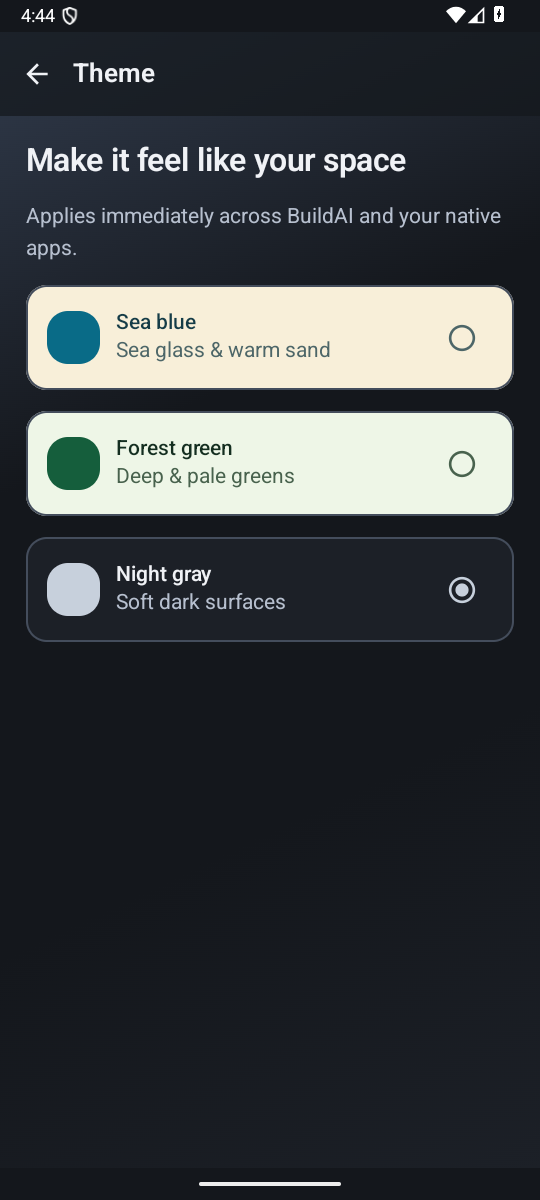 4:44
Theme
Make it feel like your space
Applies immediately across BuildAI and your native
apps.
Sea blue
Sea glass & warm sand
Forest green
Deep & pale greens
Night gray
Soft dark surfaces